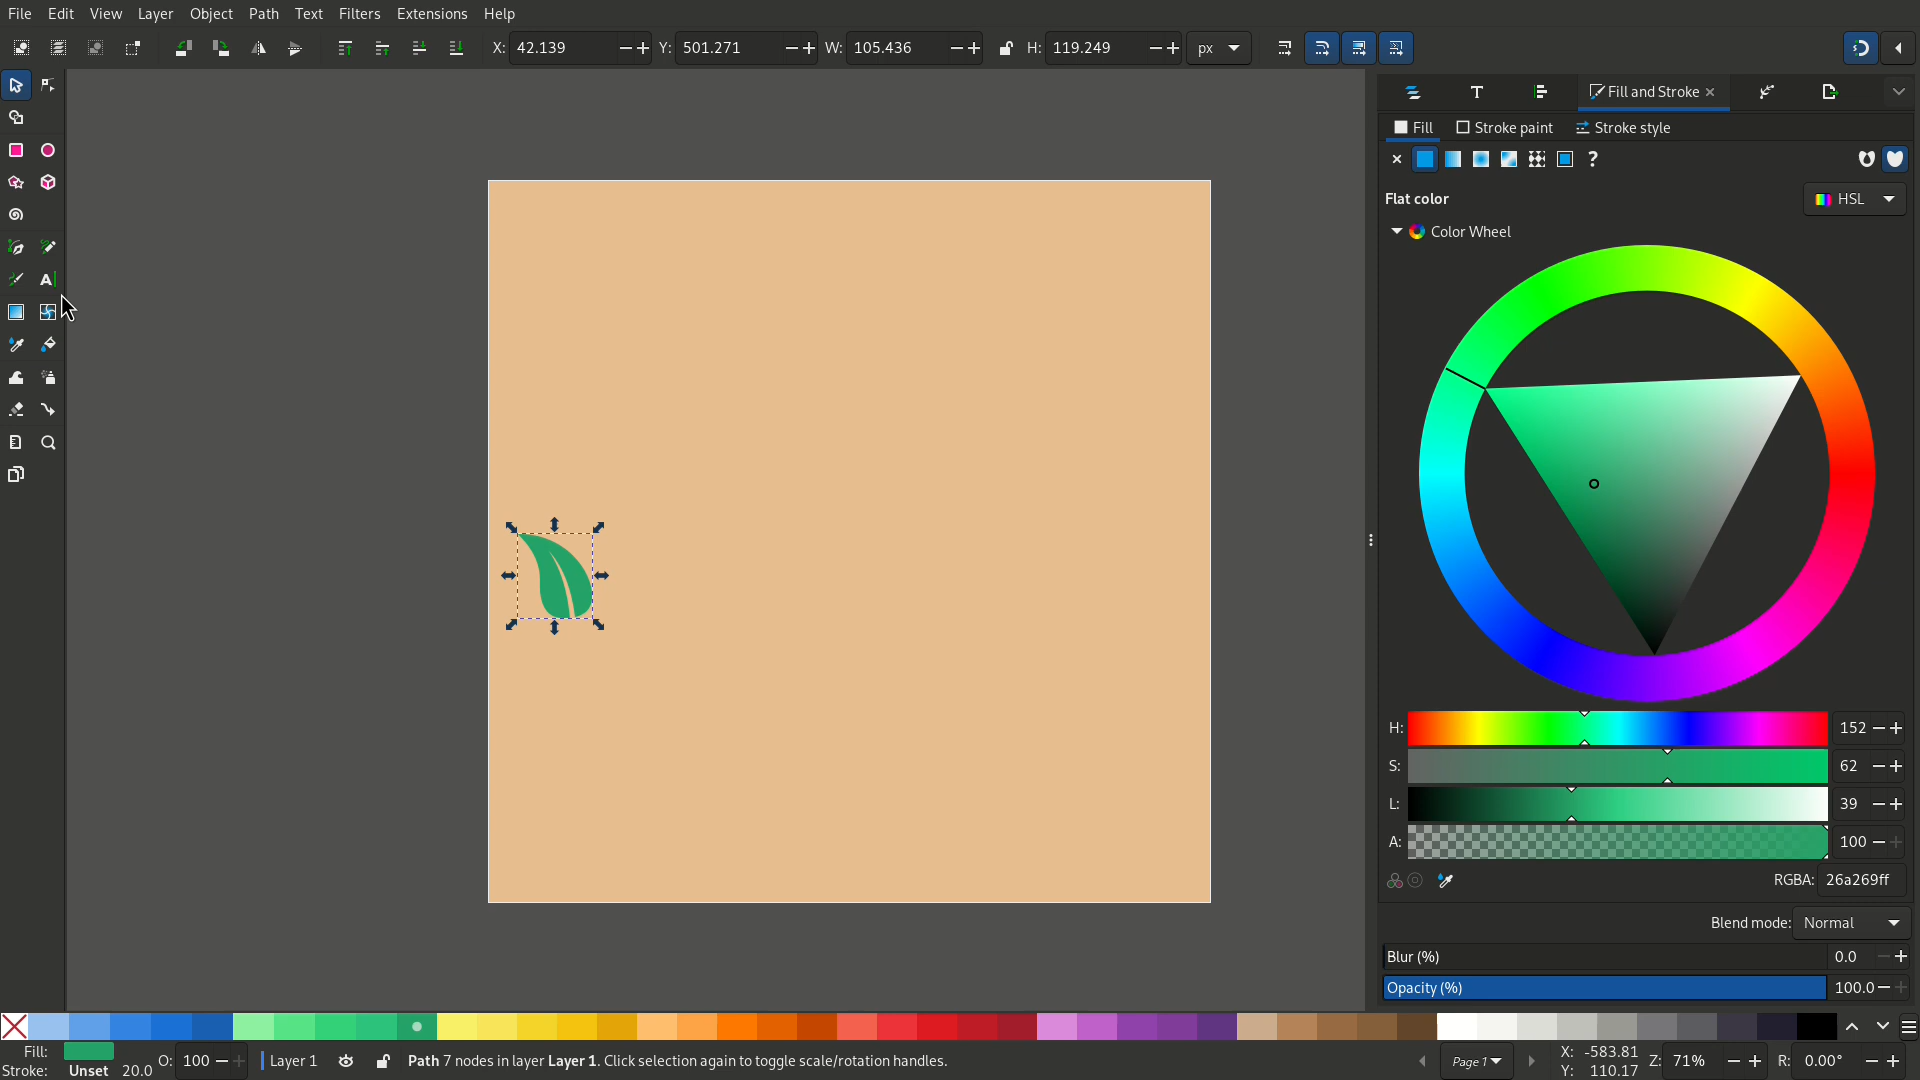 File Edit View Layer Object Path Text Filters Extensions Help
X: 42.139 Y: 501.271 W: 105.436 H: 119.249 px
Fill and Stroke
Fill Stroke paint Stroke style
?
Flat color HSL
Color Wheel
H: 152
S: 62
L: 39
A: 100
RGBA: 26a269ff
Blend mode: Normal
Blur (%) 0.0
Opacity (%) 100.0
Fill:
Stroke: Unset 20.0
O: 100
Layer 1
Path 7 nodes in layer Layer 1. Click selection again to toggle scale/rotation handles.
Page 1
X: -583.81
Y: 110.17
Z: 71%
R: 0.00°